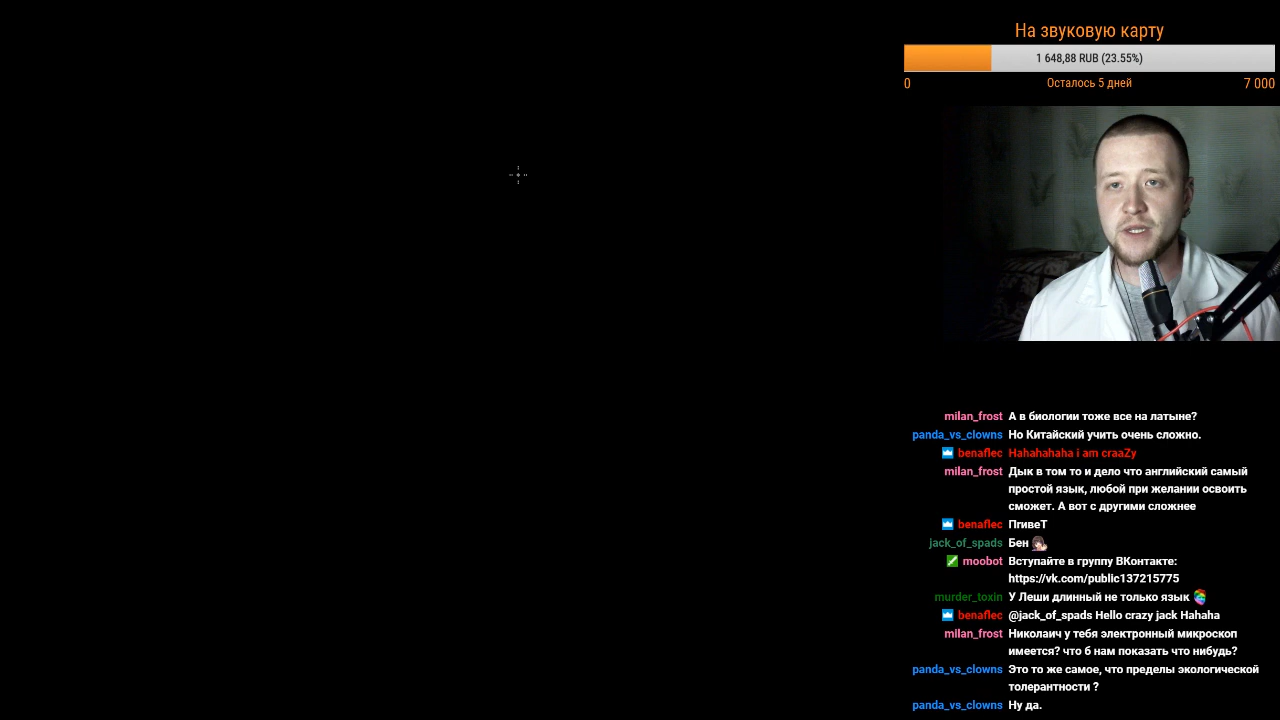 На звуковую карту
1 648,88 RUB (23.55%)
0 Осталось 5 дней 7 000
milan_frost А в биологии тоже все на латыне?
panda_vs_clowns Но Китайский учить очень сложно.
benaflec Hahahahaha i am craaZy
milan_frost Дык в том то и дело что английский самый
простой язык, любой при желании освоить
сможет. А вот с другими сложнее
benaflec ПгивеТ
jack_of_spads Бен
moobot Вступайте в группу ВКонтакте:
https://vk.com/public137215775
murder_toxin У Леши длинный не только язык
benaflec @jack_of_spads Hello crazy jack Hahaha
milan_frost Николаич у тебя электронный микроскоп
имеется? что б нам показать что нибудь?
panda_vs_clowns Это то же самое, что пределы экологической
толерантности ?
panda_vs_clowns Ну да.